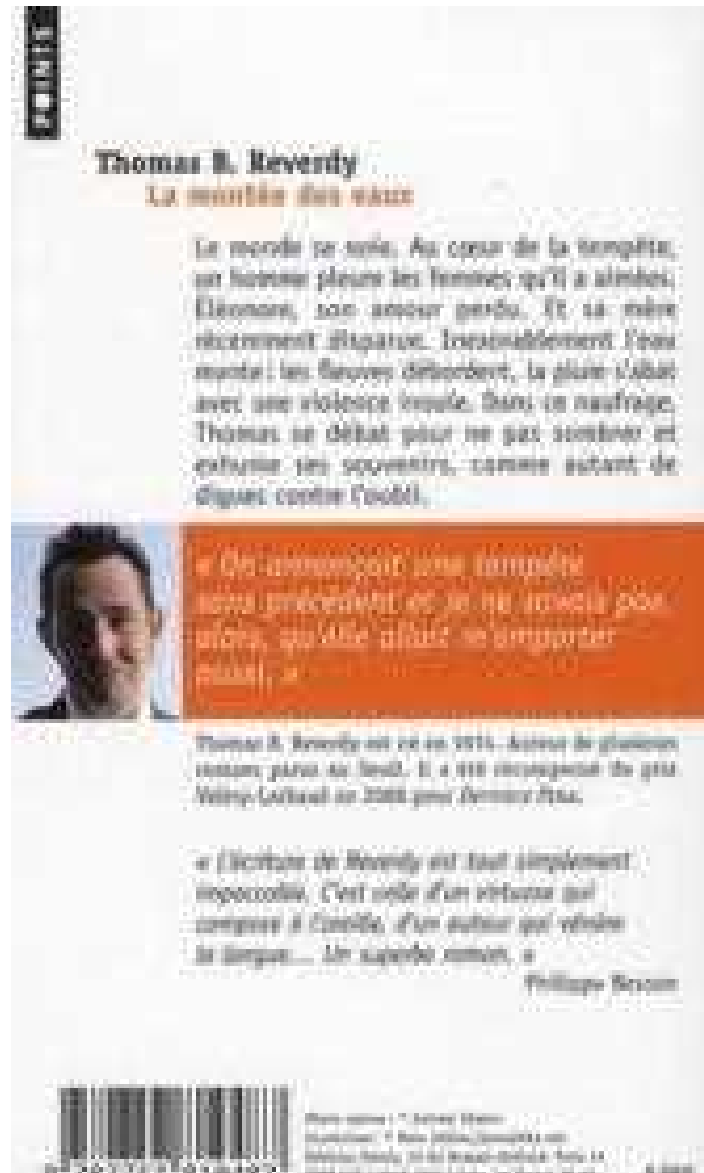 POINTS
Thomas B. Reverdy
La montée des eaux
Le monde se noie. Au cœur de la tempête,
un homme pleure les femmes qu'il a aimées.
Éléonore, son amour perdu. Et sa mère
récemment disparue. Inexorablement l'eau
monte : les fleuves débordent, la pluie s'abat
avec une violence inouïe. Dans ce naufrage,
Thomas se débat pour ne pas sombrer et
exhume ses souvenirs, comme autant de
digues contre l'oubli.
« On annonçait une tempête
sans précédent et je ne savais pas,
alors, qu'elle allait m'emporter
aussi. »
Thomas B. Reverdy est né en 1974. Auteur de plusieurs
romans parus au Seuil, il a été récompensé du prix
Valery-Larbaud en 2008 pour
« L'écriture de Reverdy est tout simplement
impeccable. C'est celle d'un virtuose qui
compose à l'oreille, d'un auteur qui vénère
la langue... Un superbe roman. »
Philippe Besson